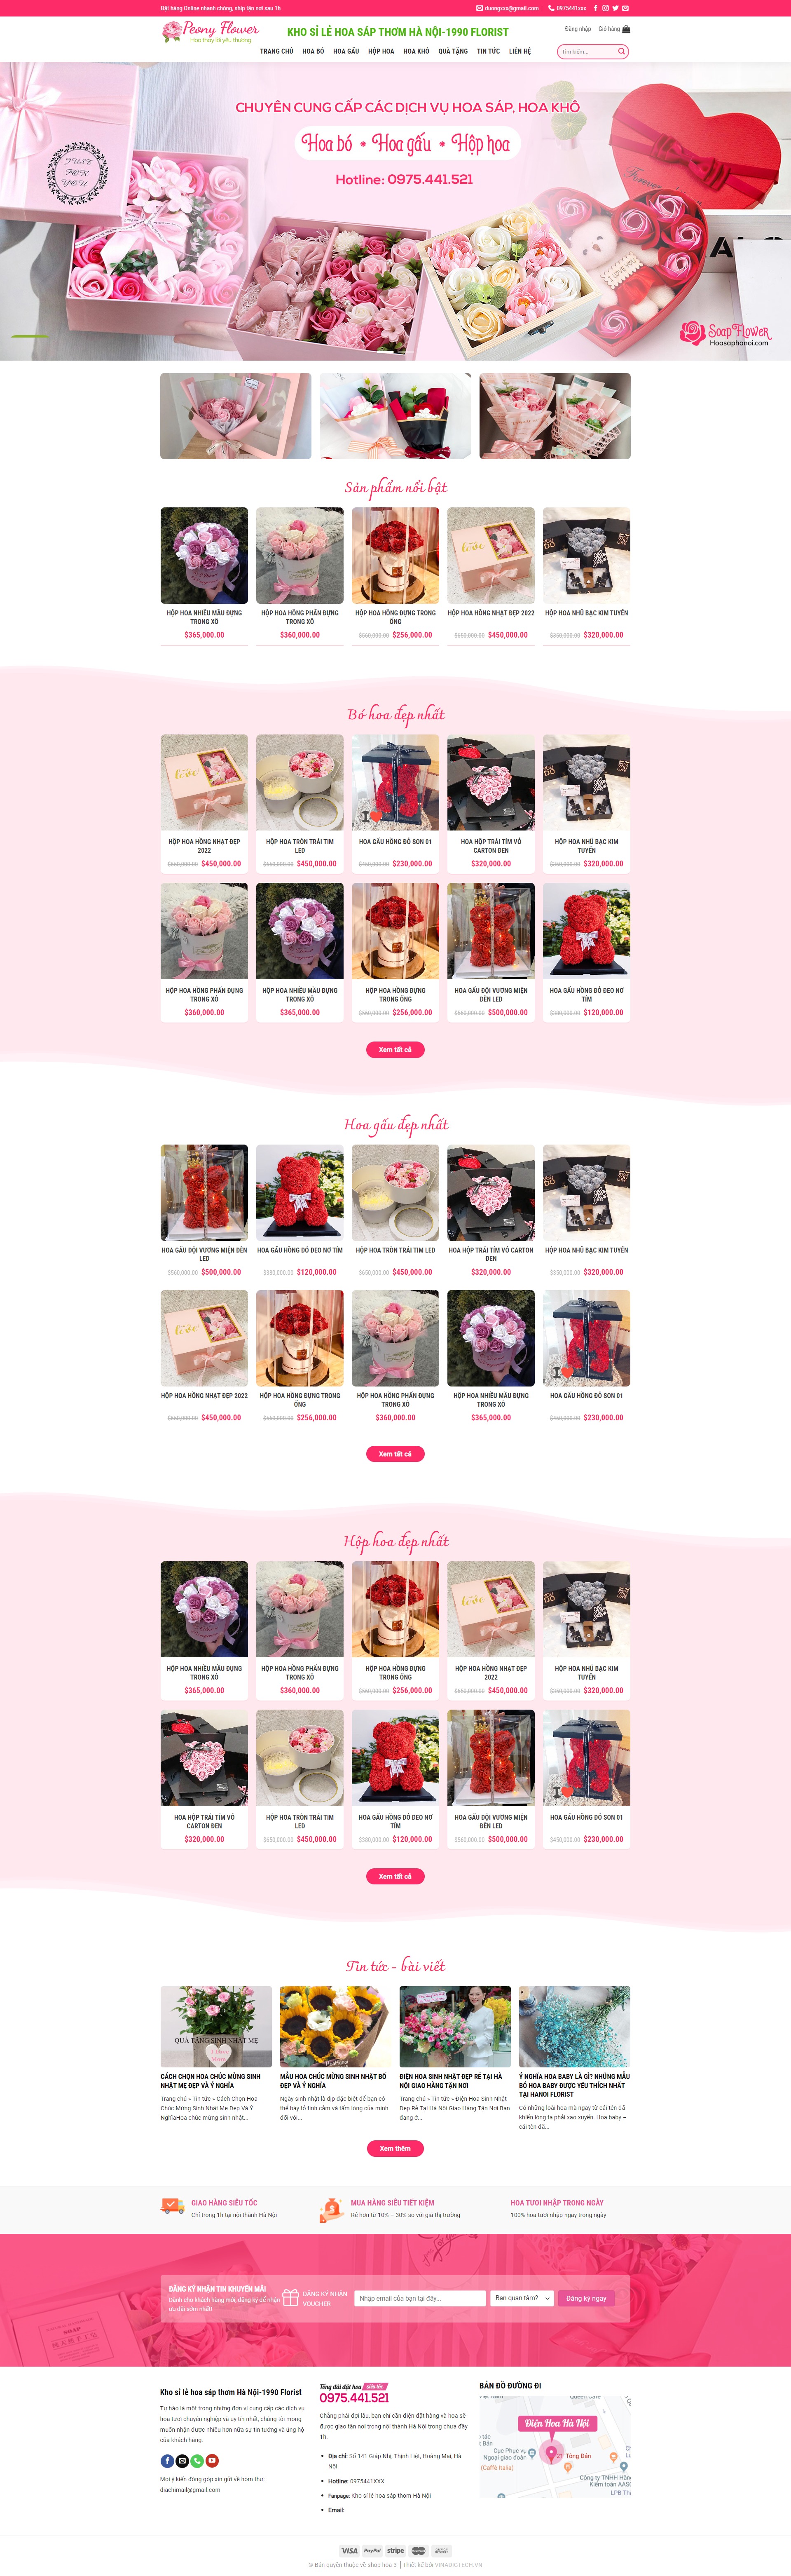 Đặt hàng Online nhanh chóng, ship tận nơi sau 1h
duongxxx@gmail.com
0975441xxx
Peony Flower
Hoa thay lời yêu thương
KHO SỈ LẺ HOA SÁP THƠM HÀ NỘI-1990 FLORIST
Đăng nhập
Giỏ hàng
TRANG CHỦ
HOA BÓ
HOA GẤU
HỘP HOA
HOA KHÔ
QUÀ TẶNG
TIN TỨC
LIÊN HỆ
Tìm kiếm...
CHUYÊN CUNG CẤP CÁC DỊCH VỤ HOA SÁP, HOA KHÔ
Hoa bó • Hoa gấu • Hộp hoa
Hotline: 0975.441.521
JUST FOR YOU
Forever
SoapFlower
Hoasaphanoi.com
Sản phẩm nổi bật
HỘP HOA NHIỀU MÀU ĐỰNG TRONG XÔ
$365,000.00
HỘP HOA HỒNG PHẤN ĐỰNG TRONG XÔ
$360,000.00
HỘP HOA HỒNG ĐỰNG TRONG ỐNG
$560,000.00 $256,000.00
HỘP HOA HỒNG NHẠT ĐẸP 2022
$650,000.00 $450,000.00
HỘP HOA NHŨ BẠC KIM TUYẾN
$350,000.00 $320,000.00
Bó hoa đẹp nhất
HỘP HOA HỒNG NHẠT ĐẸP 2022
$650,000.00 $450,000.00
HỘP HOA TRÒN TRÁI TIM LED
$650,000.00 $450,000.00
HOA GẤU HỒNG ĐỎ SON 01
$450,000.00 $230,000.00
HOA HỘP TRÁI TÍM VỎ CARTON ĐEN
$320,000.00
HỘP HOA NHŨ BẠC KIM TUYẾN
$350,000.00 $320,000.00
HỘP HOA HỒNG PHẤN ĐỰNG TRONG XÔ
$360,000.00
HỘP HOA NHIỀU MÀU ĐỰNG TRONG XÔ
$365,000.00
HỘP HOA HỒNG ĐỰNG TRONG ỐNG
$560,000.00 $256,000.00
HOA GẤU ĐỘI VƯƠNG MIỆN ĐÈN LED
$560,000.00 $500,000.00
HOA GẤU HỒNG ĐỎ ĐEO NƠ TÍM
$380,000.00 $120,000.00
Xem tất cả
Hoa gấu đẹp nhất
HOA GẤU ĐỘI VƯƠNG MIỆN ĐÈN LED
$560,000.00 $500,000.00
HOA GẤU HỒNG ĐỎ ĐEO NƠ TÍM
$380,000.00 $120,000.00
HỘP HOA TRÒN TRÁI TIM LED
$650,000.00 $450,000.00
HOA HỘP TRÁI TÍM VỎ CARTON ĐEN
$320,000.00
HỘP HOA NHŨ BẠC KIM TUYẾN
$350,000.00 $320,000.00
HỘP HOA HỒNG NHẠT ĐẸP 2022
$650,000.00 $450,000.00
HỘP HOA HỒNG ĐỰNG TRONG ỐNG
$560,000.00 $256,000.00
HỘP HOA HỒNG PHẤN ĐỰNG TRONG XÔ
$360,000.00
HỘP HOA NHIỀU MÀU ĐỰNG TRONG XÔ
$365,000.00
HOA GẤU HỒNG ĐỎ SON 01
$450,000.00 $230,000.00
Xem tất cả
Hộp hoa đẹp nhất
HỘP HOA NHIỀU MÀU ĐỰNG TRONG XÔ
$365,000.00
HỘP HOA HỒNG PHẤN ĐỰNG TRONG XÔ
$360,000.00
HỘP HOA HỒNG ĐỰNG TRONG ỐNG
$560,000.00 $256,000.00
HỘP HOA HỒNG NHẠT ĐẸP 2022
$650,000.00 $450,000.00
HỘP HOA NHŨ BẠC KIM TUYẾN
$350,000.00 $320,000.00
HOA HỘP TRÁI TÍM VỎ CARTON ĐEN
$320,000.00
HỘP HOA TRÒN TRÁI TIM LED
$650,000.00 $450,000.00
HOA GẤU HỒNG ĐỎ ĐEO NƠ TÍM
$380,000.00 $120,000.00
HOA GẤU ĐỘI VƯƠNG MIỆN ĐÈN LED
$560,000.00 $500,000.00
HOA GẤU HỒNG ĐỎ SON 01
$450,000.00 $230,000.00
Xem tất cả
Tin tức - bài viết
QUÀ TẶNG SINH NHẬT MẸ
CÁCH CHỌN HOA CHÚC MỪNG SINH NHẬT MẸ ĐẸP VÀ Ý NGHĨA
Trang chủ » Tin tức » Cách Chọn Hoa Chúc Mừng Sinh Nhật Mẹ Đẹp Và Ý NghĩaHoa chúc mừng sinh nhật...
MẪU HOA CHÚC MỪNG SINH NHẬT BỐ ĐẸP VÀ Ý NGHĨA
Ngày sinh nhật là dịp đặc biệt để bạn có thể bày tỏ tình cảm và tấm lòng của mình đối với...
ĐIỆN HOA SINH NHẬT ĐẸP RẺ TẠI HÀ NỘI GIAO HÀNG TẬN NƠI
Trang chủ » Tin tức » Điện Hoa Sinh Nhật Đẹp Rẻ Tại Hà Nội Giao Hàng Tận Nơi Bạn đang ở...
Ý NGHĨA HOA BABY LÀ GÌ? NHỮNG MẪU BÓ HOA BABY ĐƯỢC YÊU THÍCH NHẤT TẠI HANOI FLORIST
Có những loài hoa mà ngay từ cái tên đã khiến lòng ta phải xao xuyến. Hoa baby – cái tên đã...
Xem thêm
GIAO HÀNG SIÊU TỐC
Chỉ trong 1h tại nội thành Hà Nội
MUA HÀNG SIÊU TIẾT KIỆM
Rẻ hơn từ 10% – 30% so với giá thị trường
HOA TƯƠI NHẬP TRONG NGÀY
100% hoa tươi nhập ngay trong ngày
ĐĂNG KÝ NHẬN TIN KHUYẾN MÃI
Dành cho khách hàng mới, đăng ký để nhận ưu đãi sớm nhất
ĐĂNG KÝ NHẬN VOUCHER
Nhập email của bạn tại đây...
Bạn quan tâm?
Đăng ký ngay
Kho sỉ lẻ hoa sáp thơm Hà Nội-1990 Florist
Tự hào là một trong những đơn vị cung cấp các dịch vụ hoa tươi chuyên nghiệp và uy tín nhất, chúng tôi mong muốn nhận được nhiều hơn nữa sự tin tưởng và ủng hộ của khách hàng.
Mọi ý kiến đóng góp xin gửi về hòm thư: diachimail@gmail.com
Tổng đài đặt hoa siêu tốc
0975.441.521
Chẳng phải đợi lâu, bạn chỉ cần điện đặt hàng và hoa sẽ được giao tận nơi trong nội thành Hà Nội trong chưa đầy 1h.
Địa chỉ: Số 141 Giáp Nhị, Thịnh Liệt, Hoàng Mai, Hà Nội
Hotline: 0975441XXX
Fanpage: Kho sỉ lẻ hoa sáp thơm Hà Nội
Email:
BẢN ĐỒ ĐƯỜNG ĐI
Điện Hoa Hà Nội
Cục Phục vụ Ngoại giao đoàn
(Caffè Italia)
Công ty TNHH Hãng Kiểm toán AASC
LPB
VISA
PayPal
stripe
MasterCard
CASH ON DELIVERY
© Bản quyền thuộc về shop hoa 3 | Thiết kế bởi VINADIGTECH.VN